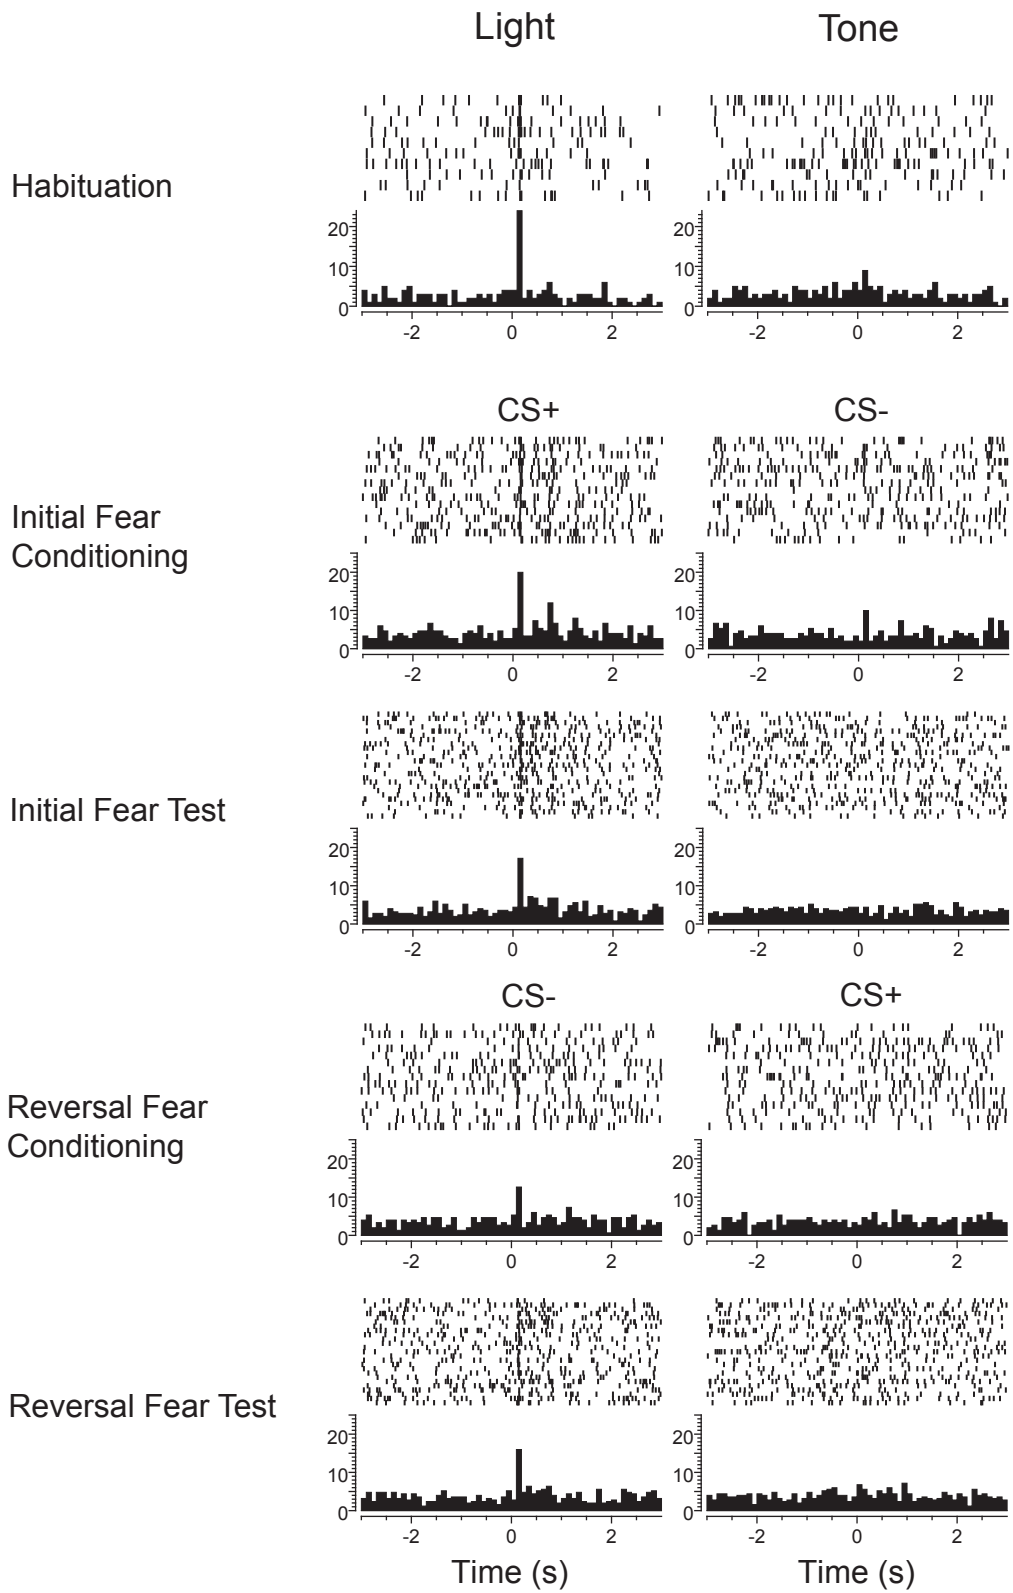 Light Tone
Habituation
20
10
0
-2 0 2
20
10
0
-2 0 2
CS+ CS-
Initial Fear
Conditioning
20
10
0
-2 0 2
20
10
0
-2 0 2
Initial Fear Test
20
10
0
-2 0 2
20
10
0
-2 0 2
CS- CS+
Reversal Fear
Conditioning
20
10
0
-2 0 2
20
10
0
-2 0 2
Reversal Fear Test
20
10
0
-2 0 2
20
10
0
-2 0 2
Time (s) Time (s)